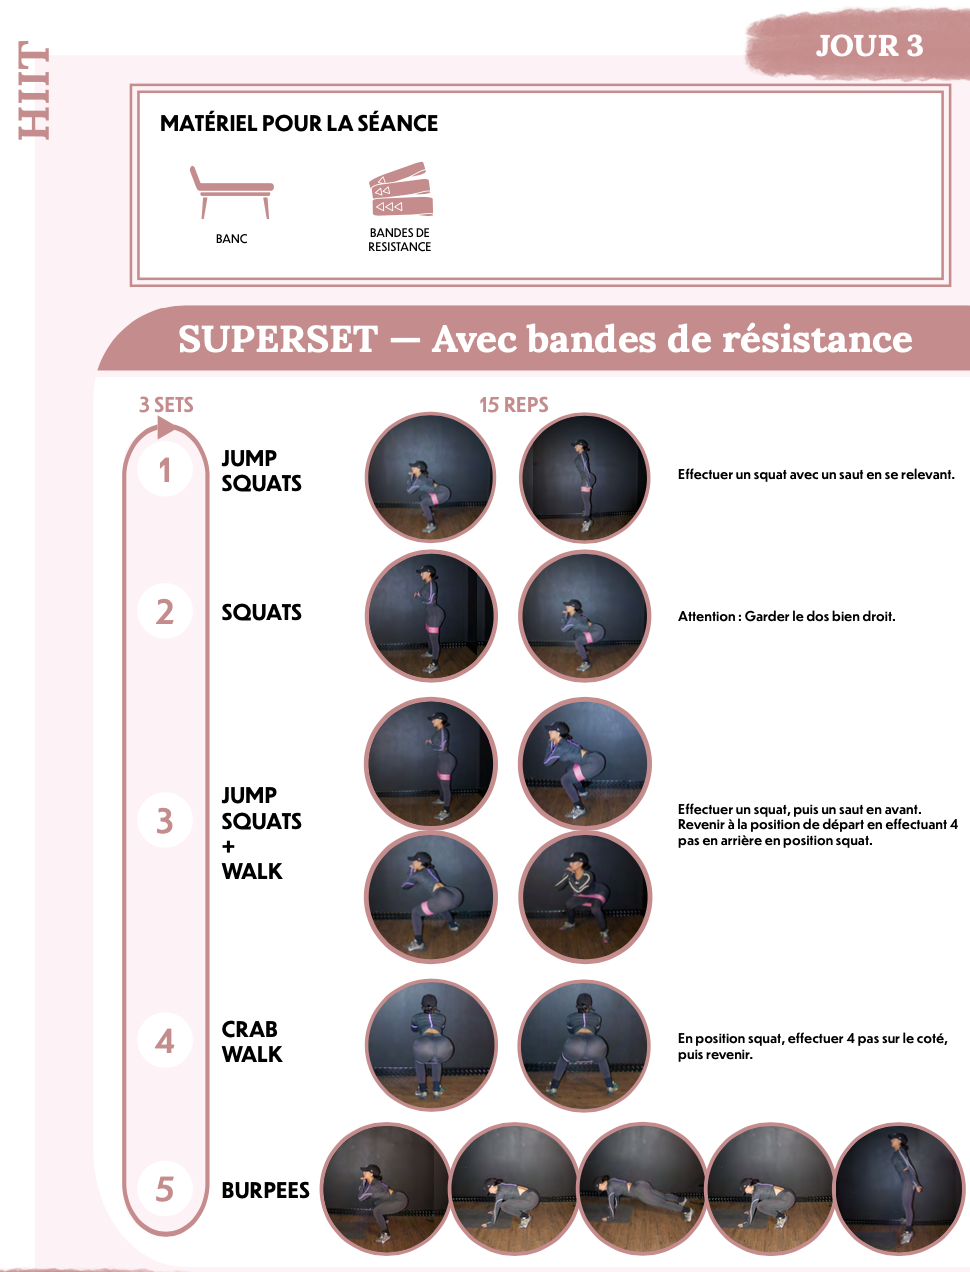 JOUR 3
HIIT
MATÉRIEL POUR LA SÉANCE
BANC
BANDES DE
RESISTANCE
SUPERSET — Avec bandes de résistance
3 SETS
15 REPS
1
JUMP
SQUATS
Effectuer un squat avec un saut en se relevant.
2
SQUATS
Attention : Garder le dos bien droit.
3
JUMP
SQUATS
+
WALK
Effectuer un squat, puis un saut en avant.
Revenir à la position de départ en effectuant 4
pas en arrière en position squat.
4
CRAB
WALK
En position squat, effectuer 4 pas sur le coté,
puis revenir.
5
BURPEES